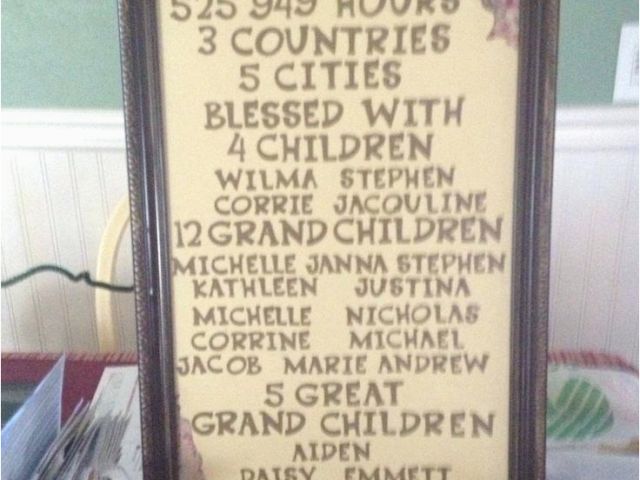 525 949 HOURS
3 COUNTRIES
5 CITIES
BLESSED WITH
4 CHILDREN
WILMA STEPHEN
CORRIE JACQULINE
12 GRAND CHILDREN
MICHELLE JANNA STEPHEN
KATHLEEN JUSTINA
MICHELLE NICHOLAS
CORRINE MICHAEL
JACOB MARIE ANDREW
5 GREAT
GRAND CHILDREN
AIDEN
DAISY EMMETT